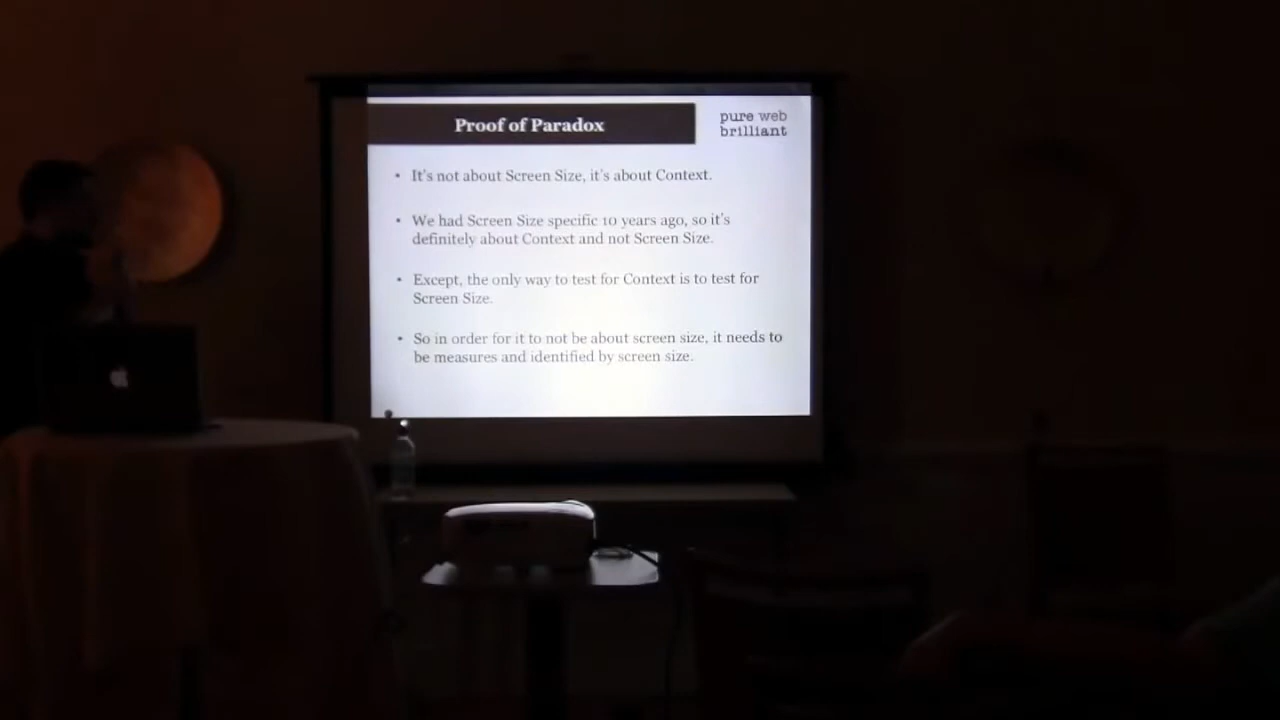 Proof of Paradox
pure web
brilliant
• It's not about Screen Size, it's about Context.
• We had Screen Size specific 10 years ago, so it's
definitely about Context and not Screen Size.
• Except, the only way to test for Context is to test for
Screen Size.
• So in order for it to not be about screen size, it needs to
be measures and identified by screen size.